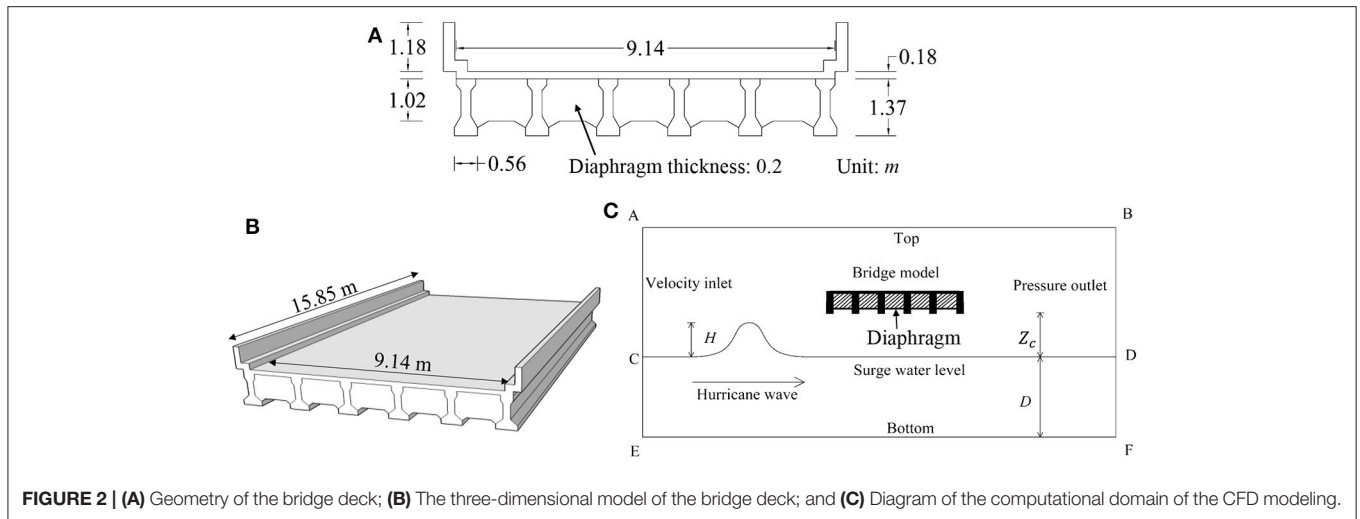 A
1.18
9.14
0.18
1.02
1.37
0.56
Diaphragm thickness: 0.2
Unit: m
B
15.85 m
9.14 m
C
A
B
Top
Velocity inlet
Bridge model
Pressure outlet
H
Diaphragm
Zc
C
D
Surge water level
Hurricane wave
D
Bottom
E
F
FIGURE 2 | (A) Geometry of the bridge deck; (B) The three-dimensional model of the bridge deck; and (C) Diagram of the computational domain of the CFD modeling.